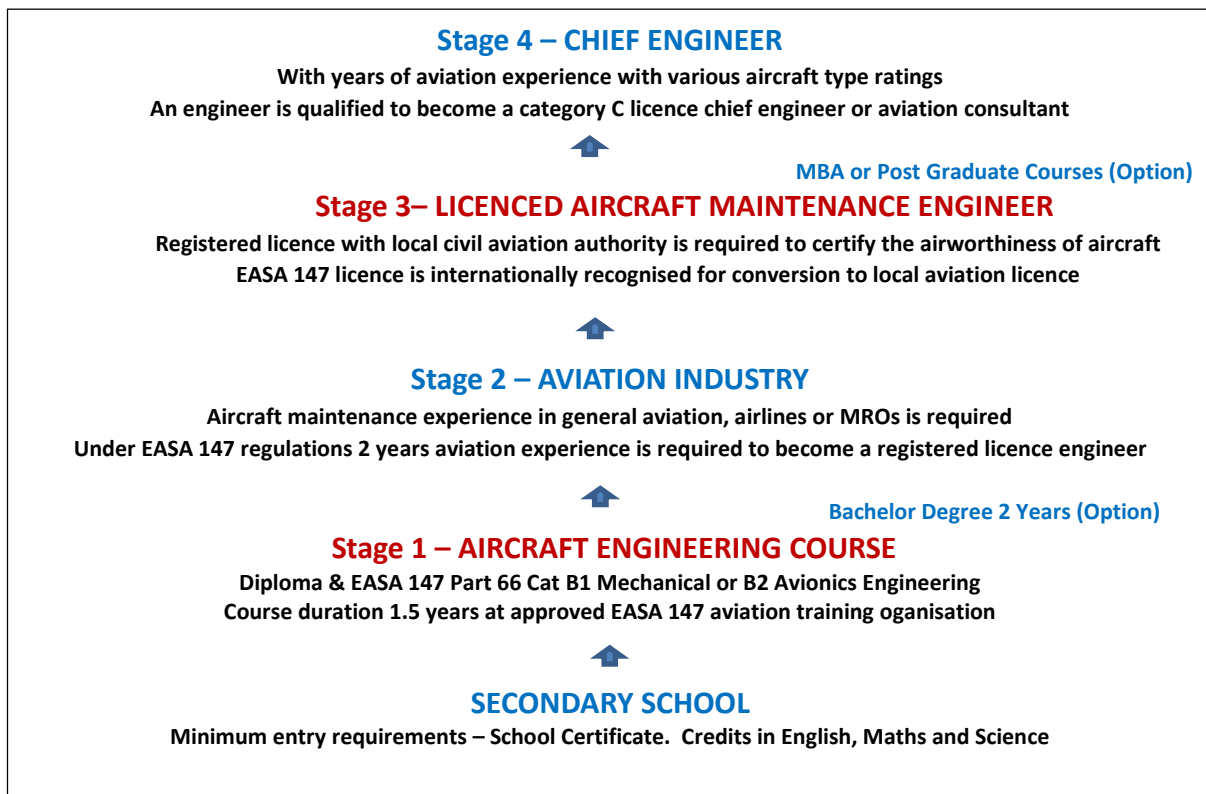 Stage 4 – CHIEF ENGINEER
With years of aviation experience with various aircraft type ratings
An engineer is qualified to become a category C licence chief engineer or aviation consultant
MBA or Post Graduate Courses (Option)
Stage 3– LICENCED AIRCRAFT MAINTENANCE ENGINEER
Registered licence with local civil aviation authority is required to certify the airworthiness of aircraft
EASA 147 licence is internationally recognised for conversion to local aviation licence
Stage 2 – AVIATION INDUSTRY
Aircraft maintenance experience in general aviation, airlines or MROs is required
Under EASA 147 regulations 2 years aviation experience is required to become a registered licence engineer
Bachelor Degree 2 Years (Option)
Stage 1 – AIRCRAFT ENGINEERING COURSE
Diploma & EASA 147 Part 66 Cat B1 Mechanical or B2 Avionics Engineering
Course duration 1.5 years at approved EASA 147 aviation training oganisation
SECONDARY SCHOOL
Minimum entry requirements – School Certificate.  Credits in English, Maths and Science